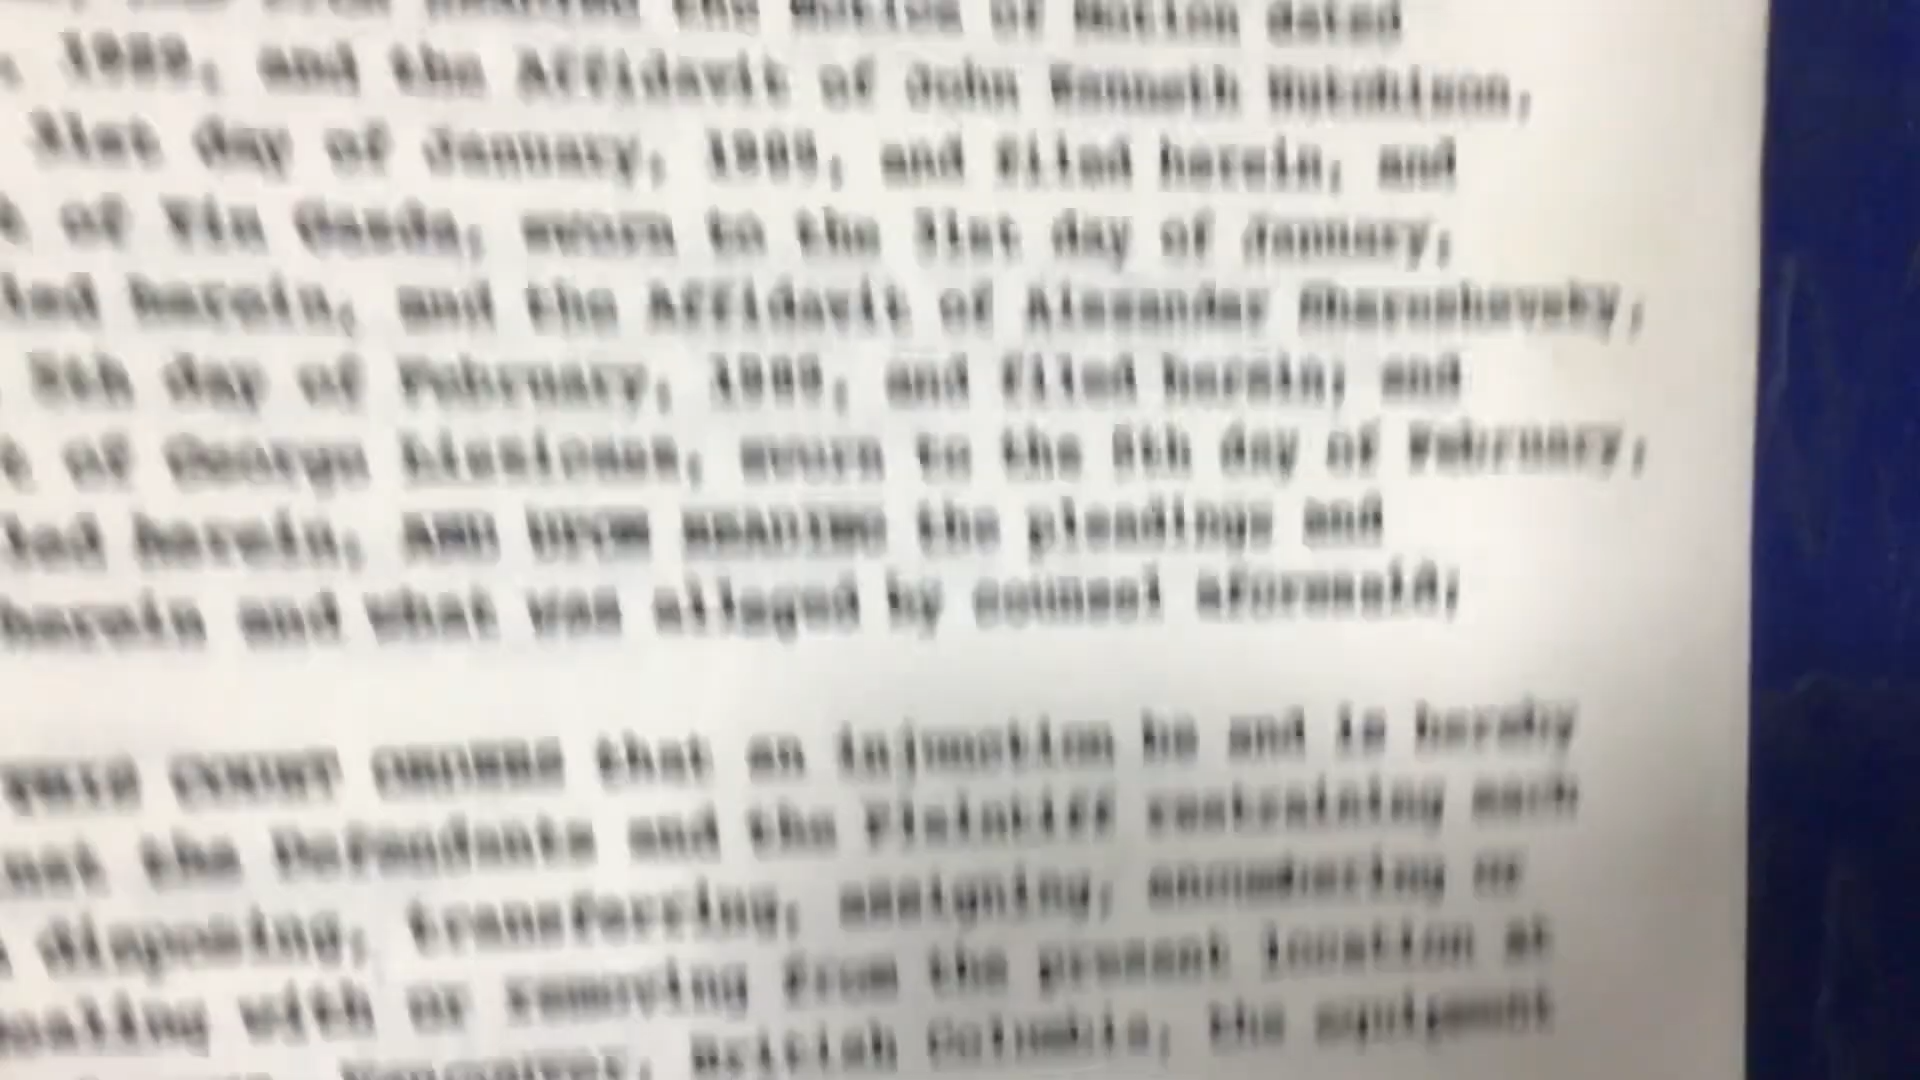 the Notice of Motion dated
1989, and the Affidavit of John Kenneth Hutchison,
31st day of January, 1989, and filed herein, and
of Vin sworn to the 31st day of January,
herein, and the Affidavit of Alexander
8th day of February, 1989, and filed herein; and
of George sworn to the 8th day of February,
herein; AND UPON READING the pleadings and
herein and what was alleged by counsel aforesaid;
THIS COURT ORDERS that an injunction be and is hereby
the Defendants and the Plaintiff restraining each
disposing, transferring, assigning, encumbering or
with or removing from the present location at
Vancouver, British Columbia, the equipment